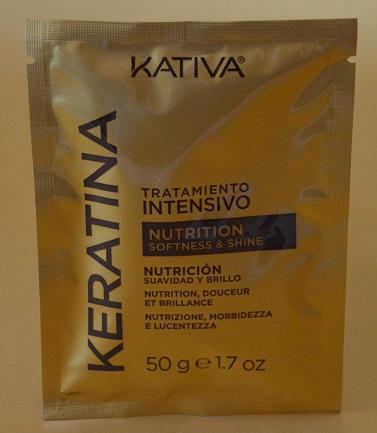 KATIVA®
KERATINA
TRATAMIENTO
INTENSIVO
NUTRITION
SOFTNESS & SHINE
NUTRICIÓN
SUAVIDAD Y BRILLO
NUTRITION, DOUCEUR
ET BRILLANCE
NUTRIZIONE, MORBIDEZZA
E LUCENTEZZA
50 g ℮ 1.7 oz